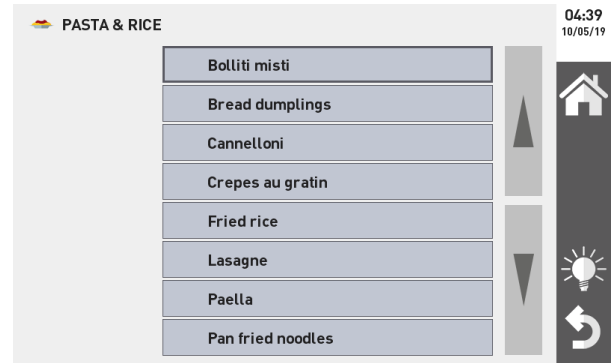 PASTA & RICE
04:39
10/05/19
Bolliti misti
Bread dumplings
Cannelloni
Crepes au gratin
Fried rice
Lasagne
Paella
Pan fried noodles